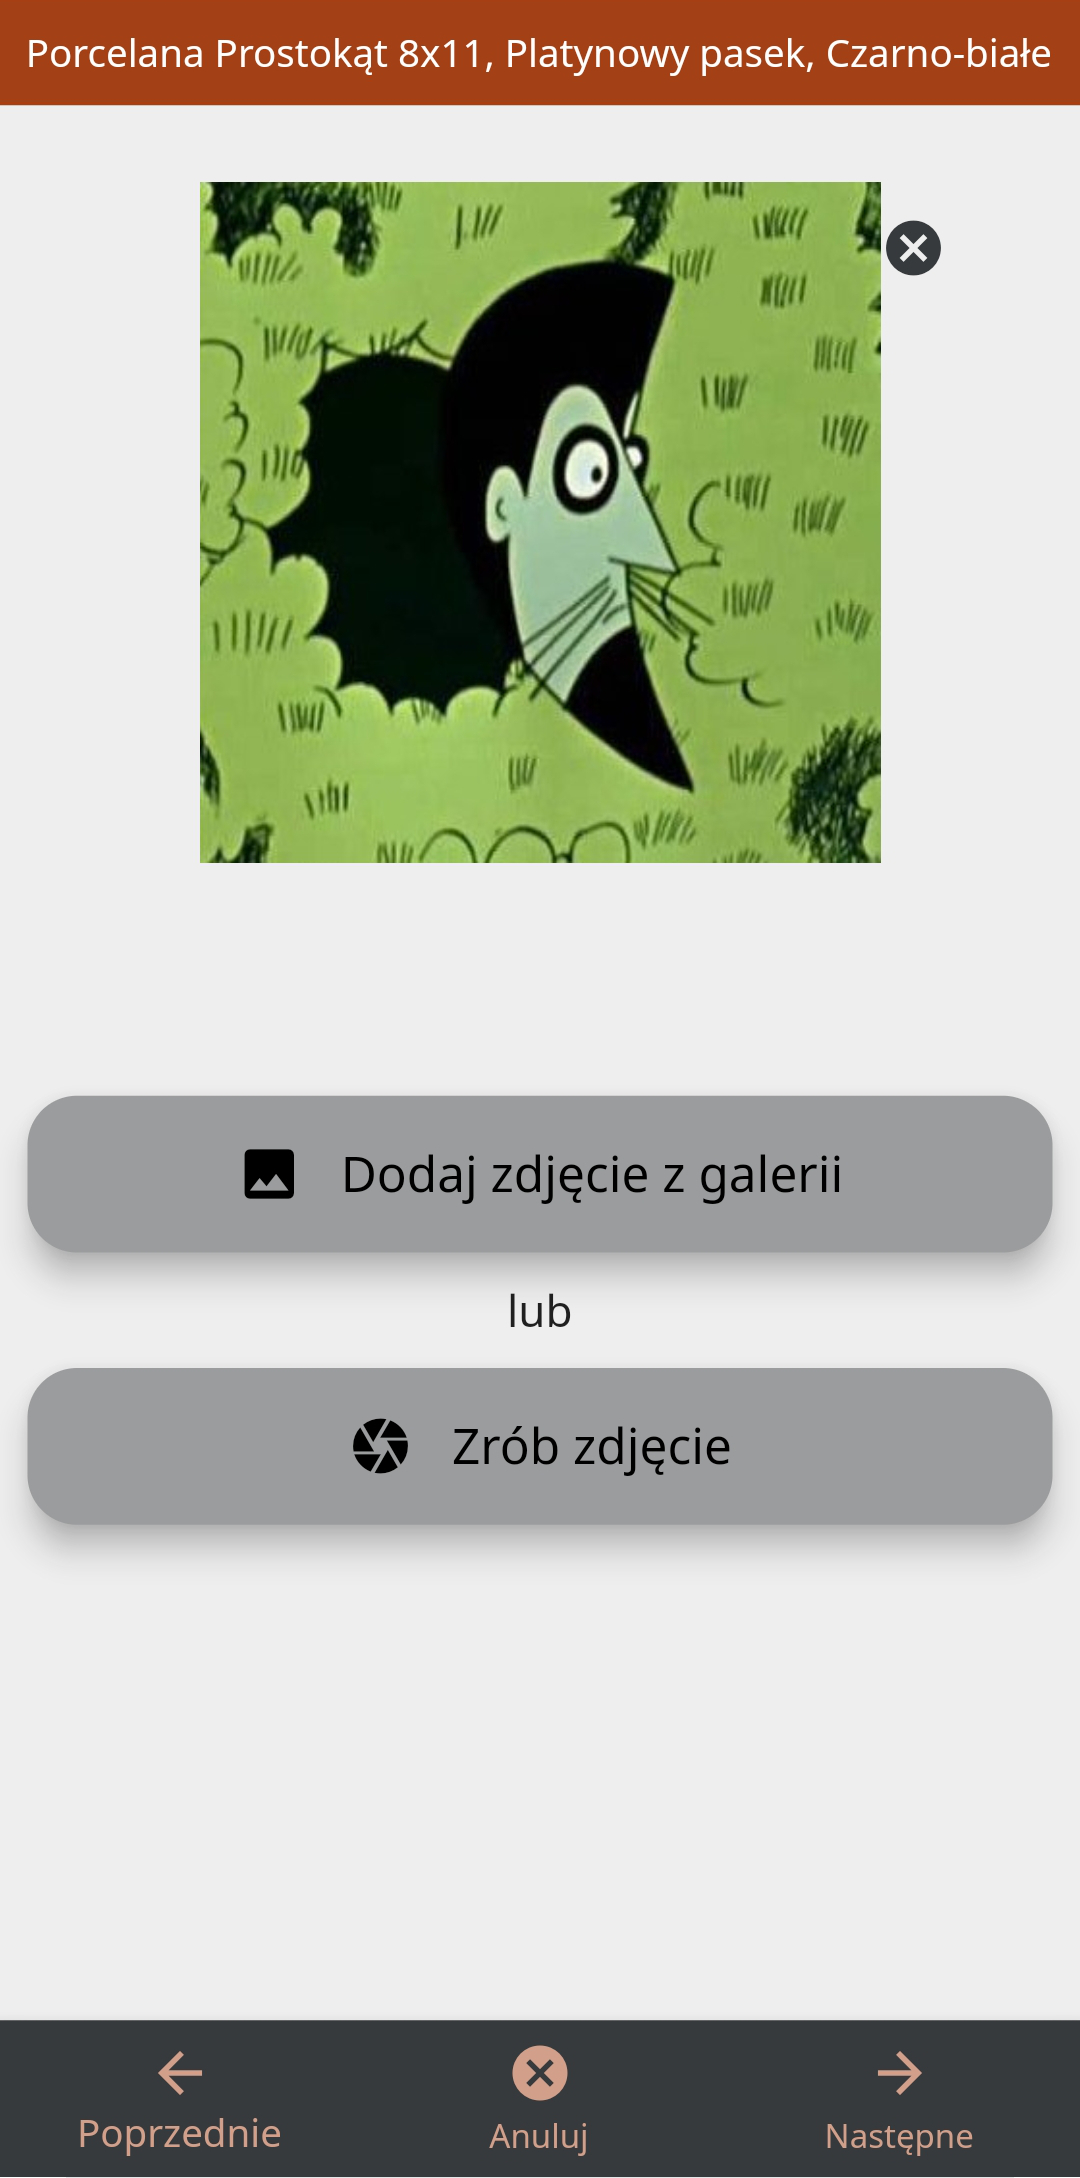 Porcelana Prostokąt 8x11, Platynowy pasek, Czarno-białe
Dodaj zdjęcie z galerii
lub
Zrób zdjęcie
Poprzednie
Anuluj
Następne